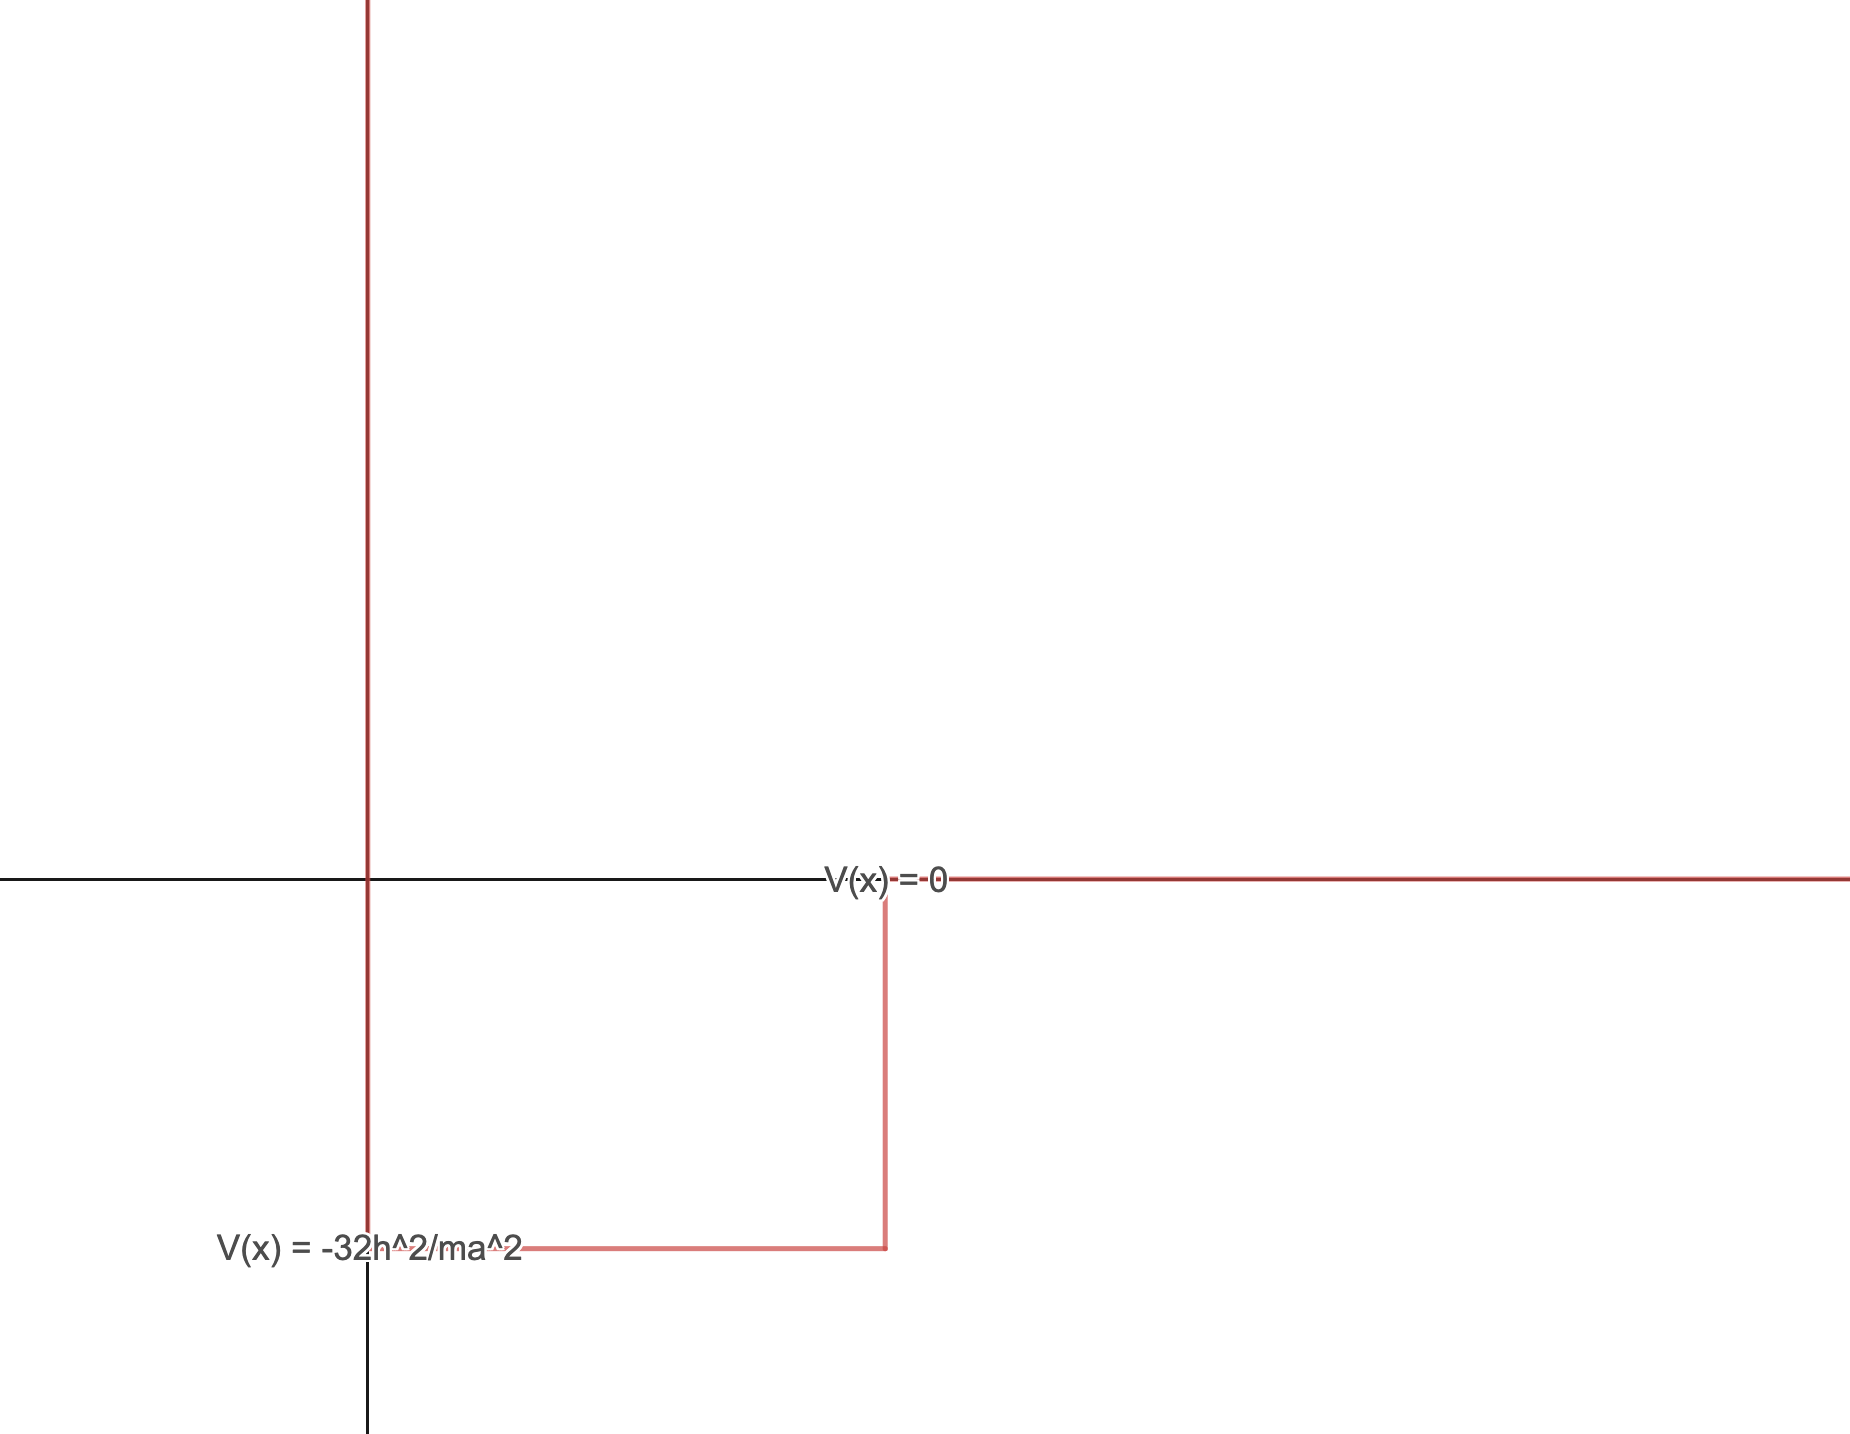 V(x) = 0
V(x) = -32h^2/ma^2